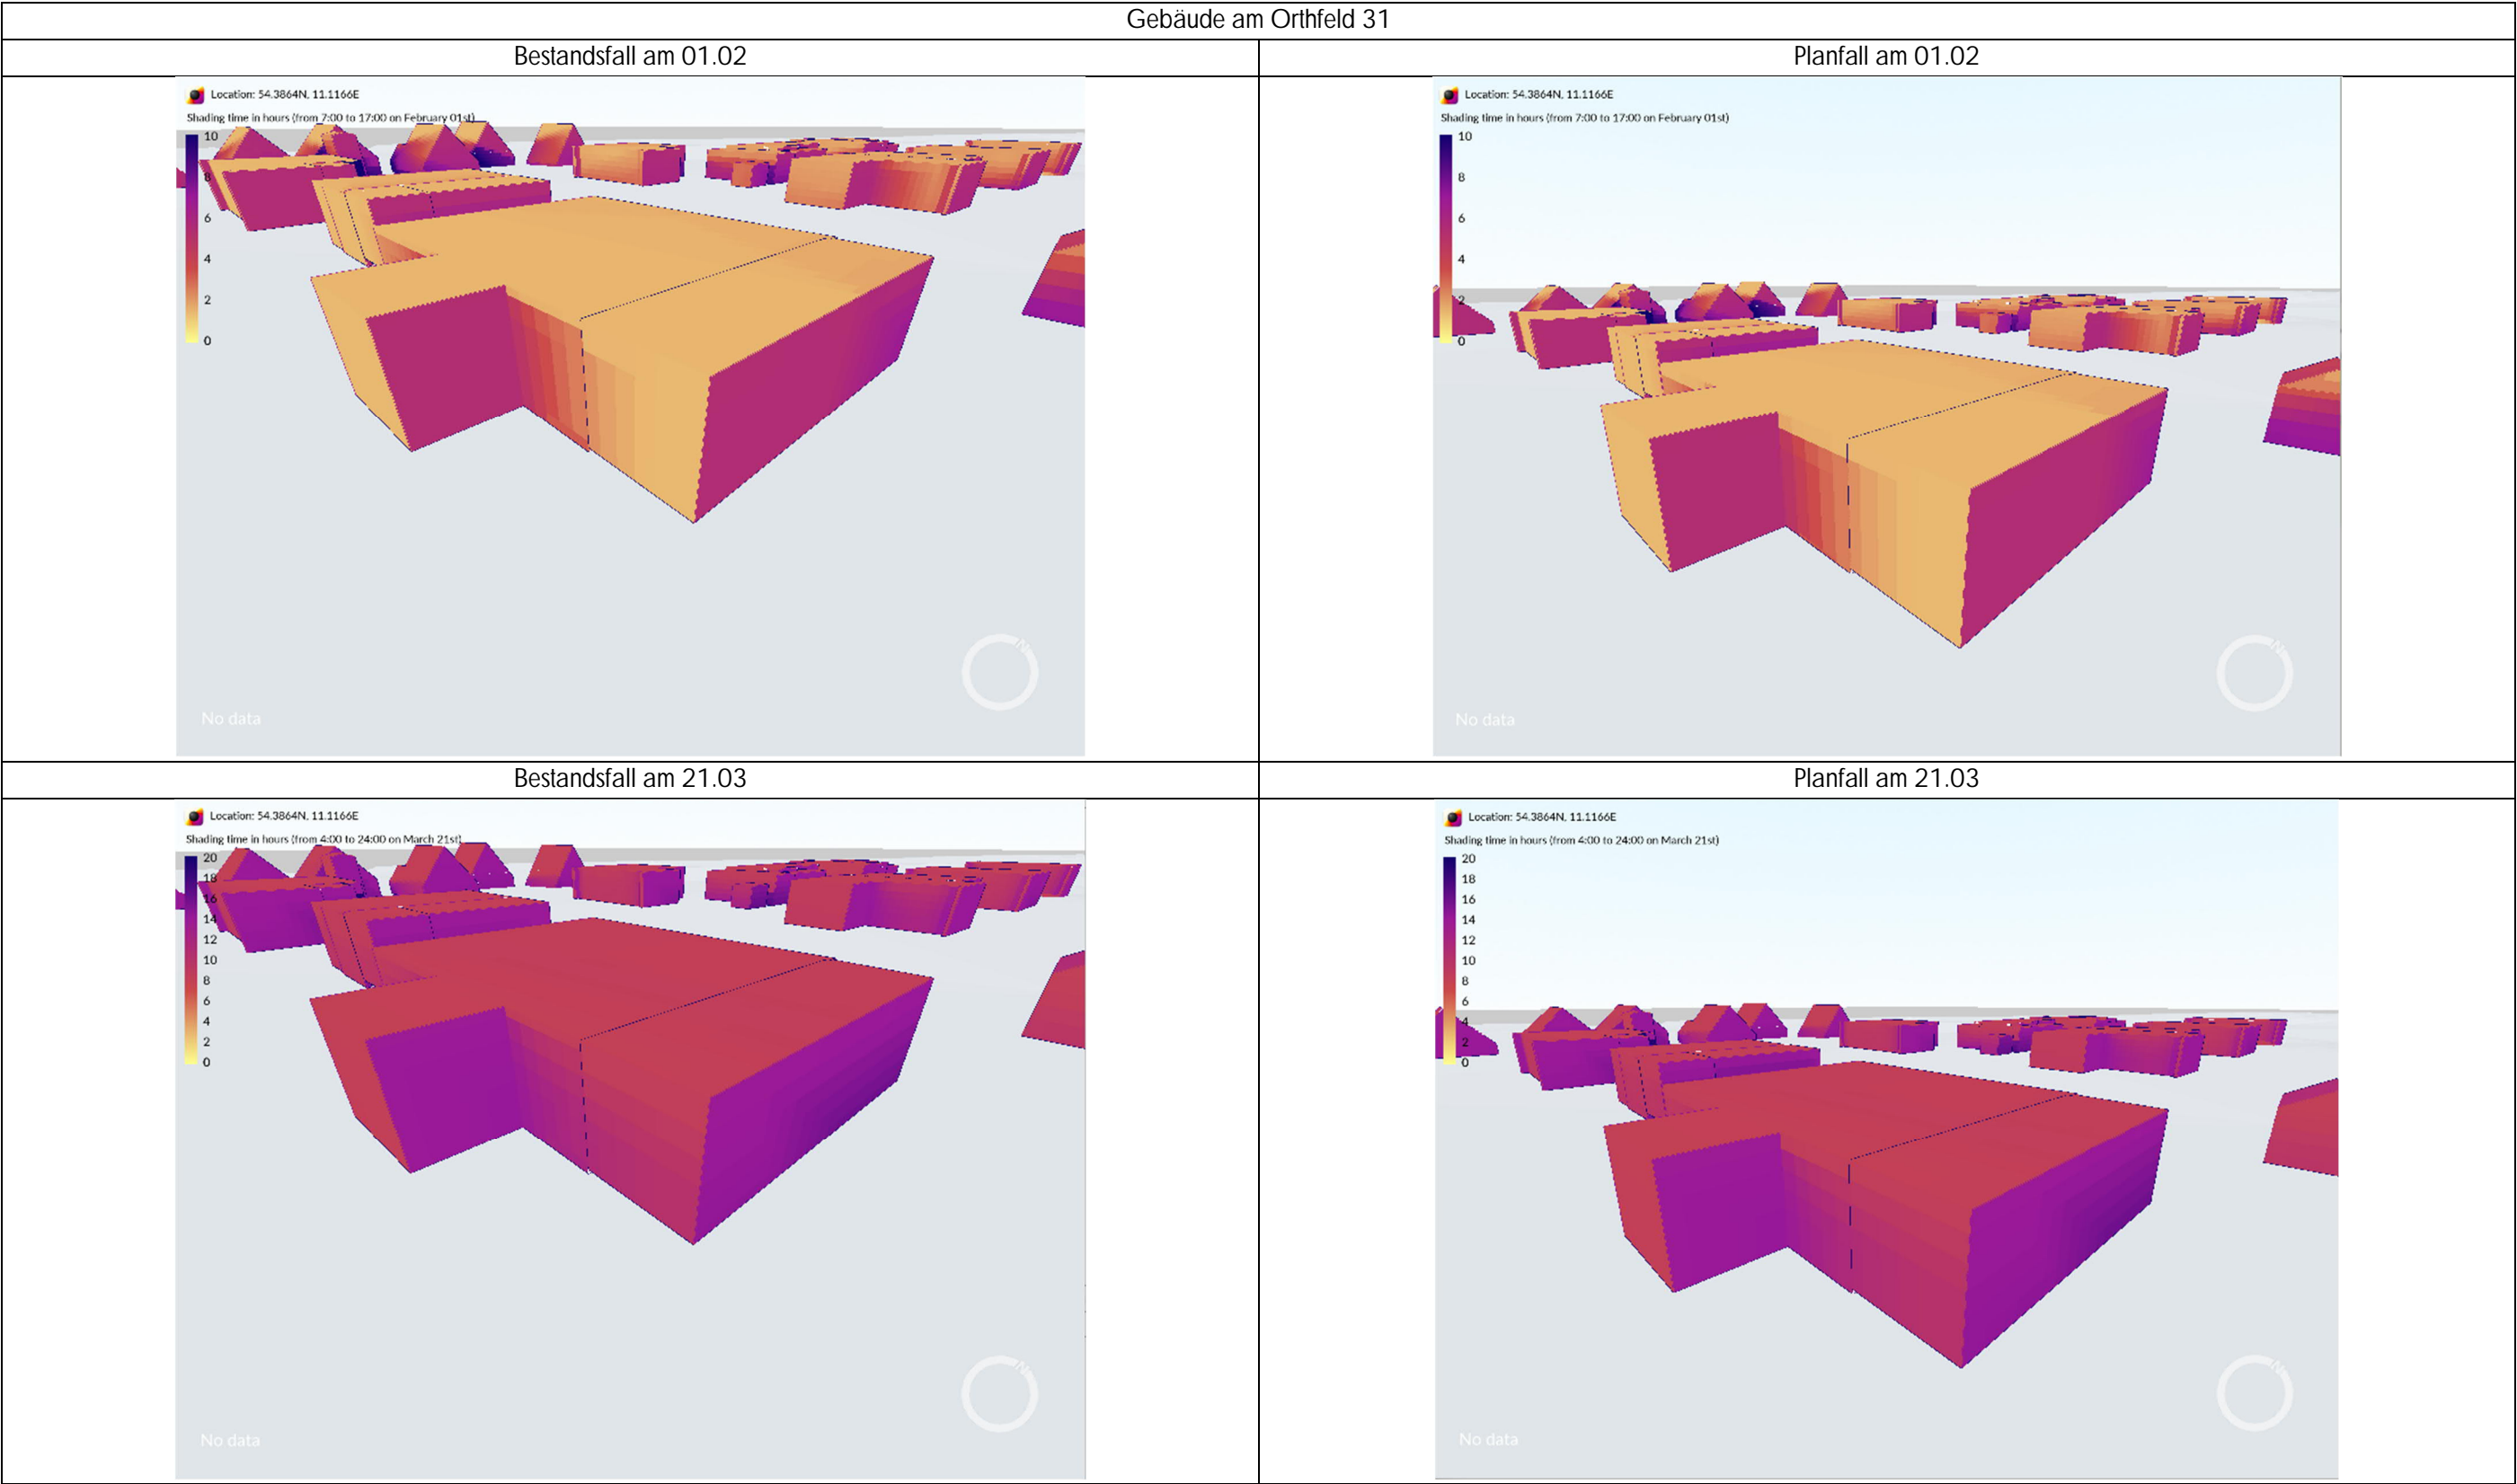 Gebäude am Orthfeld 31
Bestandsfall am 01.02
Planfall am 01.02
Location: 54.3864N, 11.1166E
Shading time in hours (from 7:00 to 17:00 on February 01st)
10
8
6
4
2
0
N
No data
Location: 54.3864N, 11.1166E
Shading time in hours (from 7:00 to 17:00 on February 01st)
10
8
6
4
2
0
N
No data
Bestandsfall am 21.03
Planfall am 21.03
Location: 54.3864N, 11.1166E
Shading time in hours (from 4:00 to 24:00 on March 21st)
20
18
16
14
12
10
8
6
4
2
0
N
No data
Location: 54.3864N, 11.1166E
Shading time in hours (from 4:00 to 24:00 on March 21st)
20
18
16
14
12
10
8
6
4
2
0
N
No data